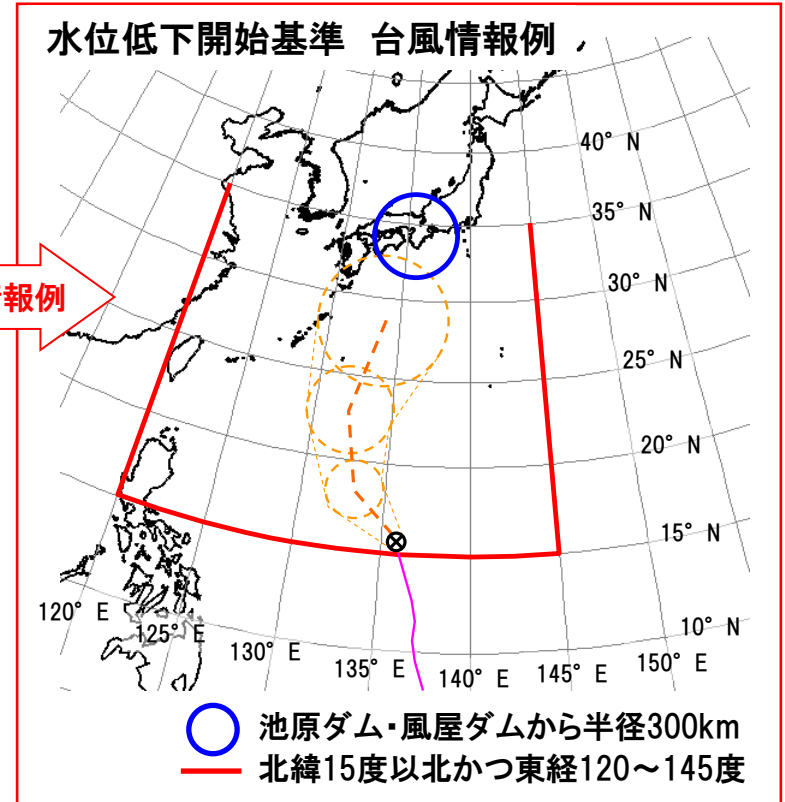 水位低下開始基準 台風情報例
40° N
35° N
報例
30° N
25° N
20° N
15° N
120° E
125° E
10° N
130° E
135° E
140° E
145° E
150° E
池原ダム・風屋ダムから半径300km
北緯15度以北かつ東経120～145度